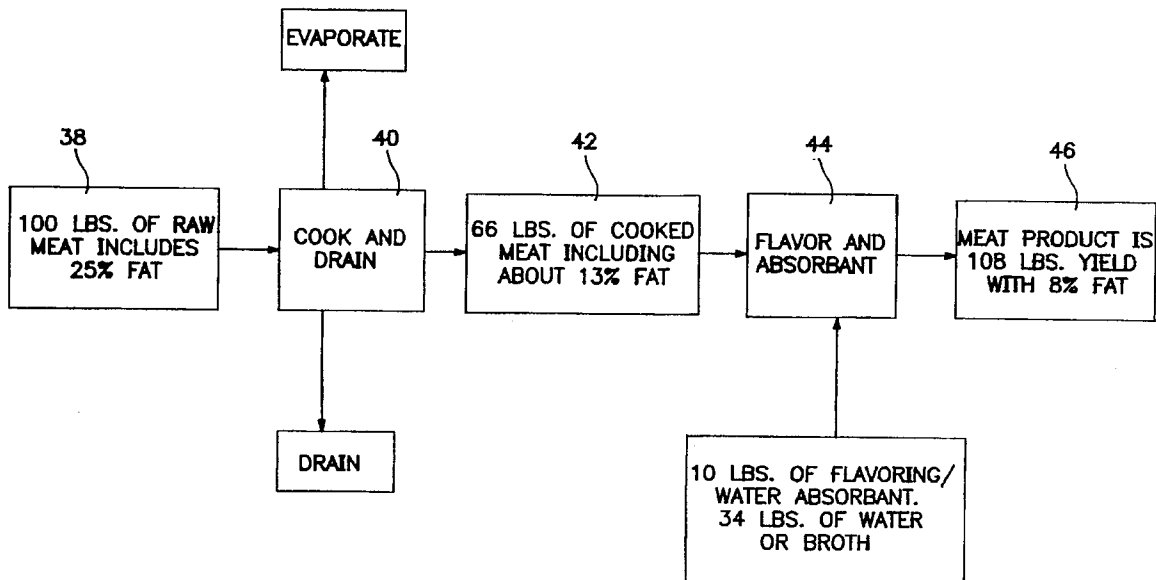 EVAPORATE
38
100 LBS. OF RAW
MEAT INCLUDES
25% FAT
40
COOK AND
DRAIN
42
66 LBS. OF COOKED
MEAT INCLUDING
ABOUT 13% FAT
44
FLAVOR AND
ABSORBANT
46
MEAT PRODUCT IS
108 LBS. YIELD
WITH 8% FAT
DRAIN
10 LBS. OF FLAVORING/
WATER ABSORBANT.
34 LBS. OF WATER
OR BROTH